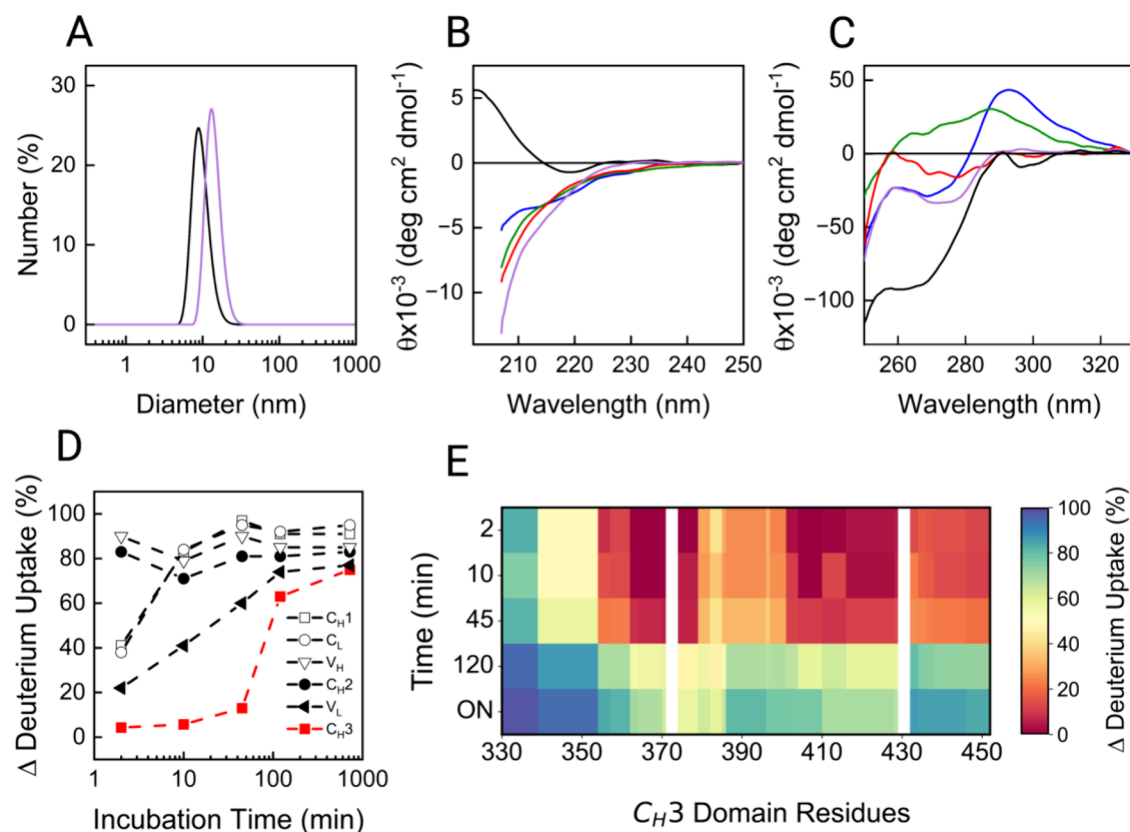 A
B
C
30
20
10
0
Number (%)
1
10
100
1000
Diameter (nm)
5
0
−5
−10
θx10⁻³ (deg cm² dmol⁻¹)
210
220
230
240
250
Wavelength (nm)
50
0
−50
−100
θx10⁻³ (deg cm² dmol⁻¹)
260
280
300
320
Wavelength (nm)
D
E
100
80
60
40
20
0
Δ Deuterium Uptake (%)
C_H1
C_L
V_H
C_H2
V_L
C_H3
1
10
100
1000
Incubation Time (min)
2
10
45
120
ON
Time (min)
330
350
370
390
410
430
450
C_H3 Domain Residues
100
80
60
40
20
0
Δ Deuterium Uptake (%)